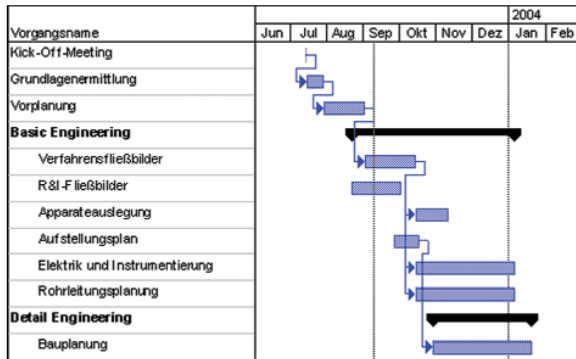 2004
Vorgangsname Jun Jul Aug Sep Okt Nov Dez Jan Feb
Kick-Off-Meeting
Grundlagenermittlung
Vorplanung
Basic Engineering
Verfahrensfließbilder
R&I-Fließbilder
Apparateauslegung
Aufstellungsplan
Elektrik und Instrumentierung
Rohrleitungsplanung
Detail Engineering
Bauplanung